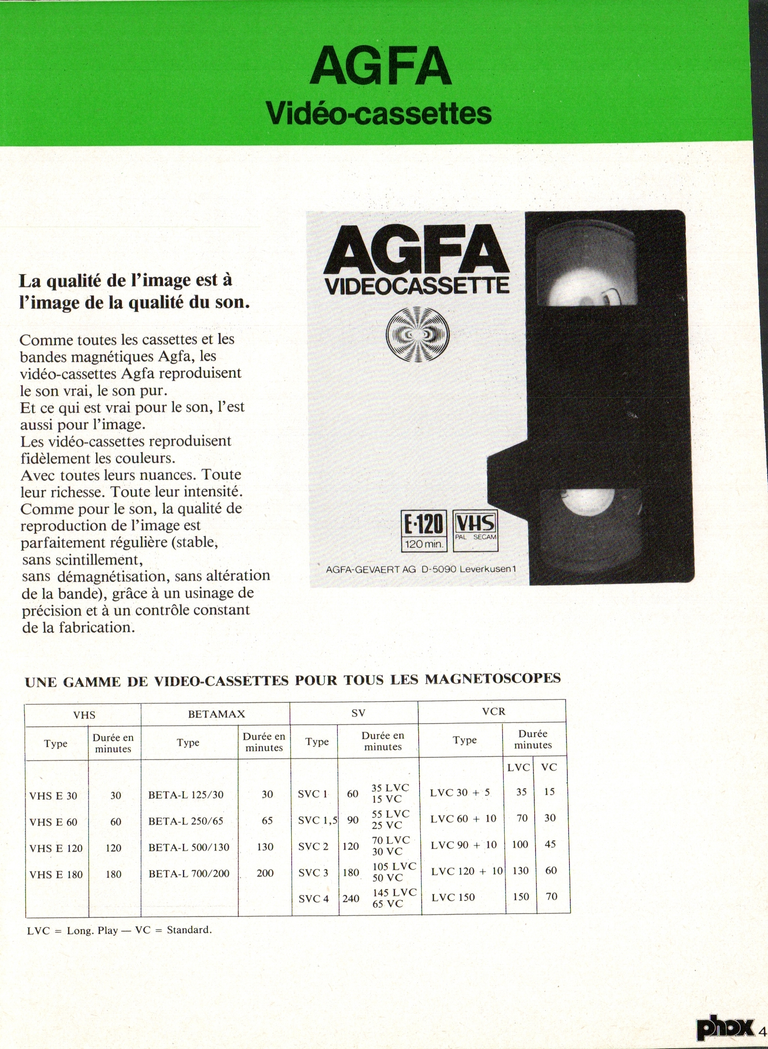 AGFA
Vidéo-cassettes
La qualité de l'image est à
l'image de la qualité du son.
Comme toutes les cassettes et les
bandes magnétiques Agfa, les
vidéo-cassettes Agfa reproduisent
le son vrai, le son pur.
Et ce qui est vrai pour le son, l'est
aussi pour l'image.
Les vidéo-cassettes reproduisent
fidèlement les couleurs.
Avec toutes leurs nuances. Toute
leur richesse. Toute leur intensité.
Comme pour le son, la qualité de
reproduction de l'image est
parfaitement régulière (stable,
sans scintillement,
sans démagnétisation, sans altération
de la bande), grâce à un usinage de
précision et à un contrôle constant
de la fabrication.
AGFA
VIDEOCASSETTE
E-120 VHS
120 min. PAL SECAM
AGFA-GEVAERT AG D-5090 Leverkusen 1
UNE GAMME DE VIDEO-CASSETTES POUR TOUS LES MAGNETOSCOPES
VHS BETAMAX SV VCR
Type Durée en minutes Type Durée en minutes Type Durée en minutes Type Durée minutes
LVC VC
VHS E 30 30 BETA-L 125/30 30 SVC 1 60 35 LVC 15 VC LVC 30 + 5 35 15
VHS E 60 60 BETA-L 250/65 65 SVC 1,5 90 55 LVC 25 VC LVC 60 + 10 70 30
VHS E 120 120 BETA-L 500/130 130 SVC 2 120 70 LVC 30 VC LVC 90 + 10 100 45
VHS E 180 180 BETA-L 700/200 200 SVC 3 180 105 LVC 50 VC LVC 120 + 10 130 60
SVC 4 240 145 LVC 65 VC LVC 150 150 70
LVC = Long. Play — VC = Standard.
phox 4